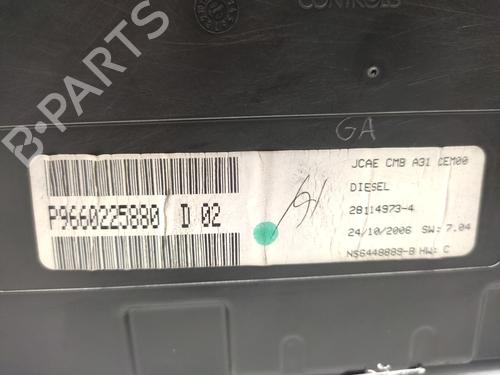 CONTROLS
GA
JCAE CMB A31 CEM00
DIESEL
28114973-4
24/10/2006 SW: 7.04
NS6448889-B HW: C
P9660225880 D 02
B-PARTS